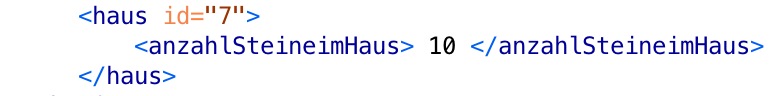 <haus id="7">
<anzahlSteineimHaus> 10 </anzahlSteineimHaus>
</haus>